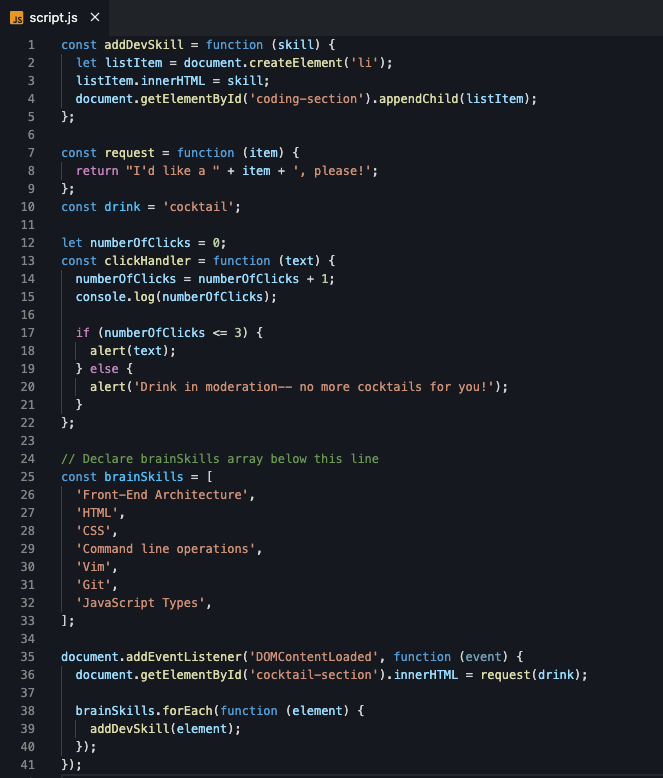 JS script.js ×
1 const addDevSkill = function (skill) {
2   let listItem = document.createElement('li');
3   listItem.innerHTML = skill;
4   document.getElementById('coding-section').appendChild(listItem);
5 };
6
7 const request = function (item) {
8   return "I'd like a " + item + ', please!';
9 };
10 const drink = 'cocktail';
11
12 let numberOfClicks = 0;
13 const clickHandler = function (text) {
14   numberOfClicks = numberOfClicks + 1;
15   console.log(numberOfClicks);
16
17   if (numberOfClicks <= 3) {
18     alert(text);
19   } else {
20     alert('Drink in moderation–– no more cocktails for you!');
21   }
22 };
23
24 // Declare brainSkills array below this line
25 const brainSkills = [
26   'Front-End Architecture',
27   'HTML',
28   'CSS',
29   'Command line operations',
30   'Vim',
31   'Git',
32   'JavaScript Types',
33 ];
34
35 document.addEventListener('DOMContentLoaded', function (event) {
36   document.getElementById('cocktail-section').innerHTML = request(drink);
37
38   brainSkills.forEach(function (element) {
39     addDevSkill(element);
40   });
41 });